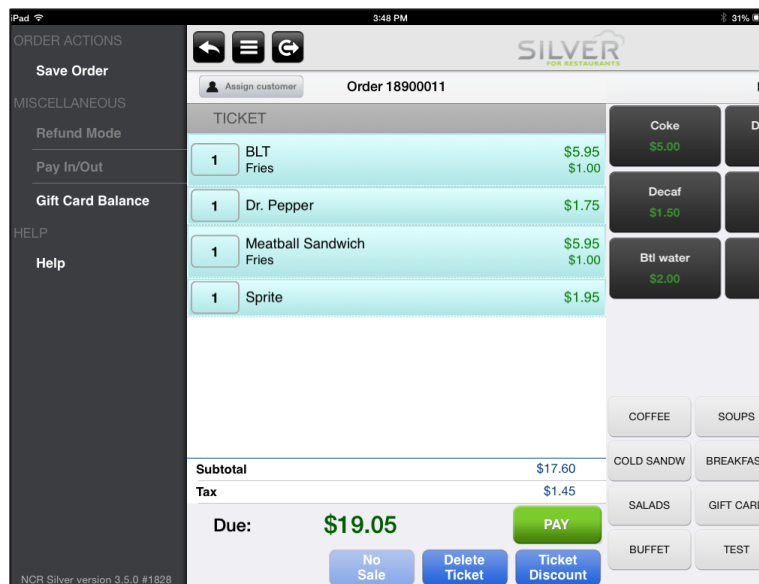 iPad 3:48 PM 31%
ORDER ACTIONS
Save Order
MISCELLANEOUS
Refund Mode
Pay In/Out
Gift Card Balance
HELP
Help
NCR Silver version 3.5.0 #1828
SILVER
FOR RESTAURANTS
Assign customer Order 18900011
TICKET
1 BLT $5.95
Fries $1.00
1 Dr. Pepper $1.75
1 Meatball Sandwich $5.95
Fries $1.00
1 Sprite $1.95
Subtotal $17.60
Tax $1.45
Due: $19.05 PAY
No Sale
Delete Ticket
Ticket Discount
Coke D
$5.00
Decaf
$1.50
Btl water
$2.00
COFFEE SOUPS
COLD SANDW BREAKFAS
SALADS GIFT CARD
BUFFET TEST